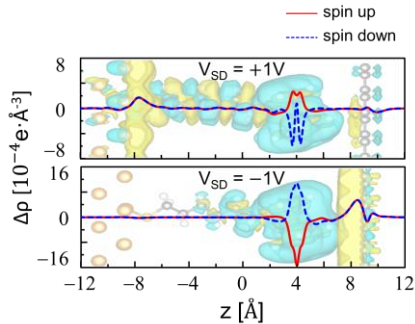 spin up
spin down
V_SD = +1V
8
0
−8
V_SD = −1V
16
0
−16
Δρ [10⁻⁴e·Å⁻³]
−12 −8 −4 0 4 8 12
z [Å]